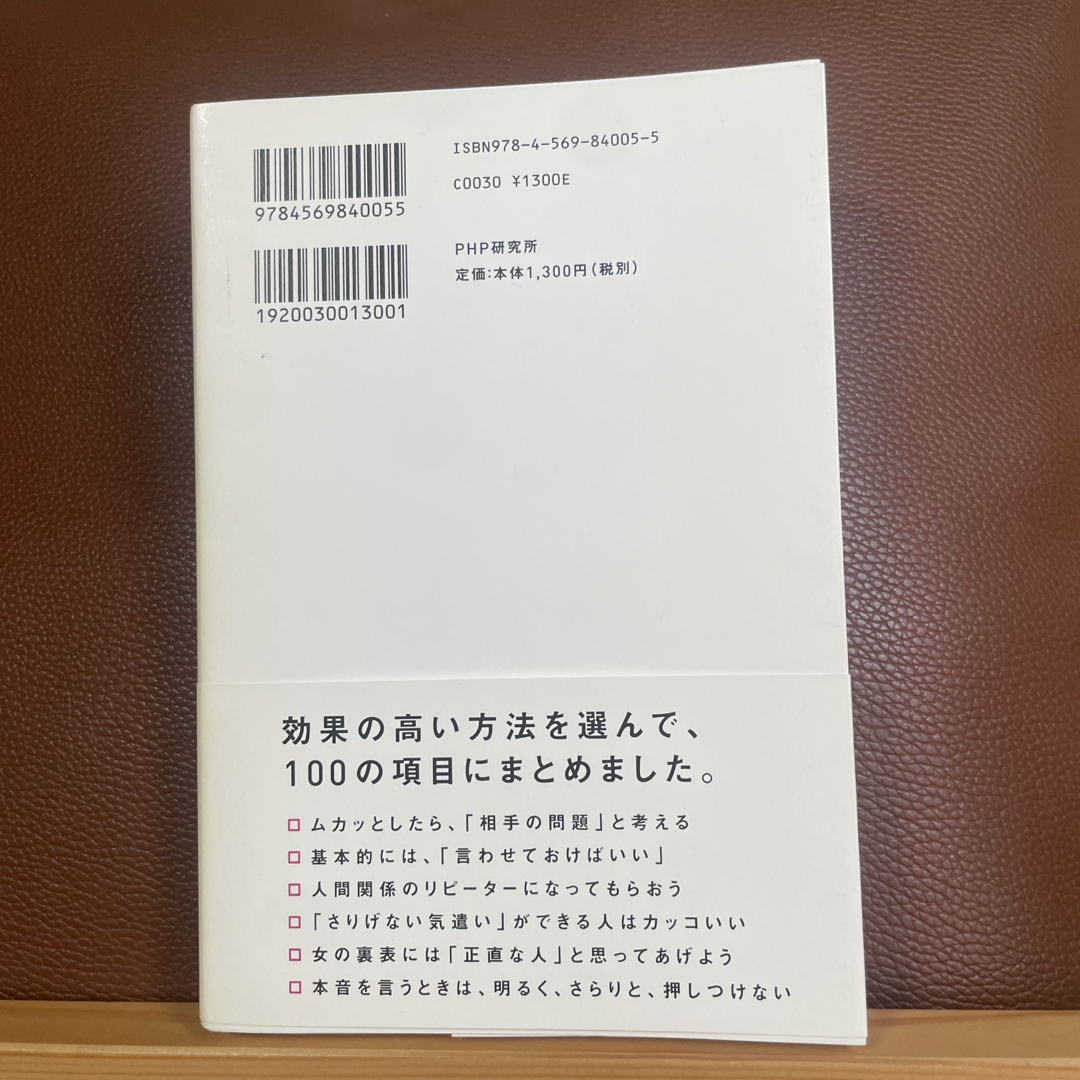 9784569840055
1920030013001
ISBN978-4-569-84005-5
C0030 ¥1300E
PHP研究所
定価:本体1,300円(税別)
効果の高い方法を選んで、
100の項目にまとめました。
□ ムカッとしたら、「相手の問題」と考える
□ 基本的には、「言わせておけばいい」
□ 人間関係のリピーターになってもらおう
□ 「さりげない気遣い」ができる人はカッコいい
□ 女の裏表には「正直な人」と思ってあげよう
□ 本音を言うときは、明るく、さらりと、押しつけない